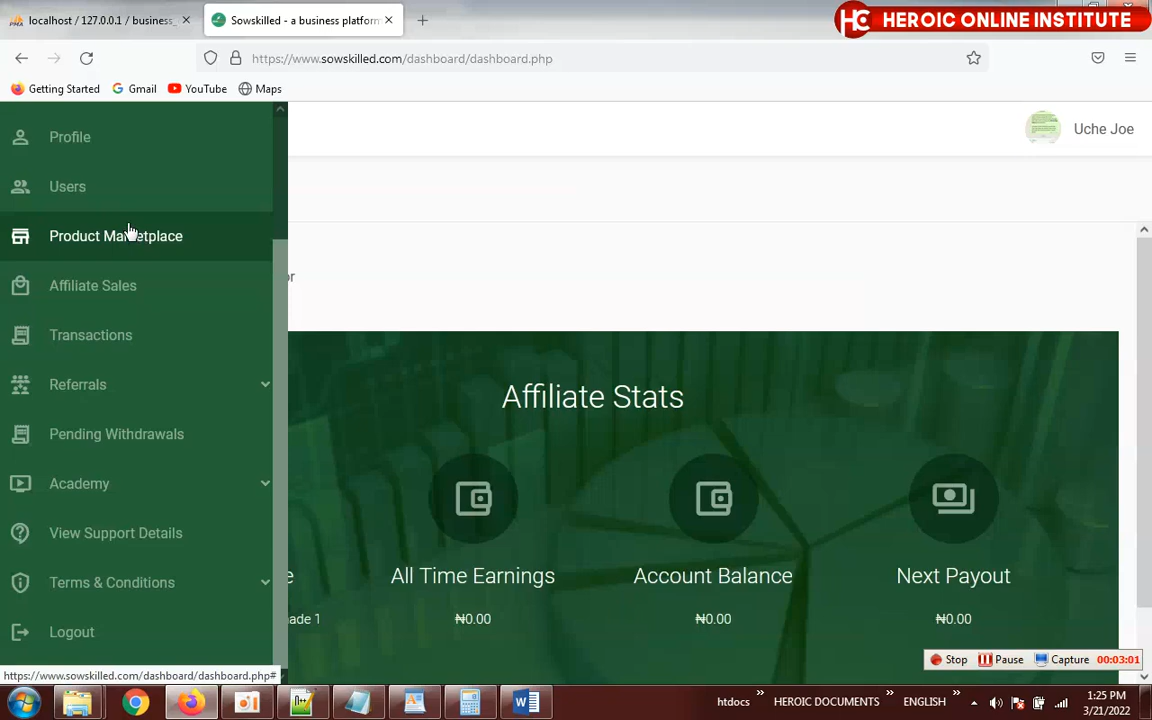 localhost / 127.0.0.1 / business_
Sowskilled - a business platform
HC HEROIC ONLINE INSTITUTE
https://www.sowskilled.com/dashboard/dashboard.php
Getting Started
Gmail
YouTube
Maps
Uche Joe
Profile
Users
Product Marketplace
Affiliate Sales
or
Transactions
Referrals
Affiliate Stats
Pending Withdrawals
Academy
View Support Details
Terms & Conditions
e
All Time Earnings
Account Balance
Next Payout
ade 1
₦0.00
₦0.00
₦0.00
Logout
Stop
Pause
Capture
00:03:01
https://www.sowskilled.com/dashboard/dashboard.php#
htdocs
HEROIC DOCUMENTS
ENGLISH
1:25 PM
3/21/2022